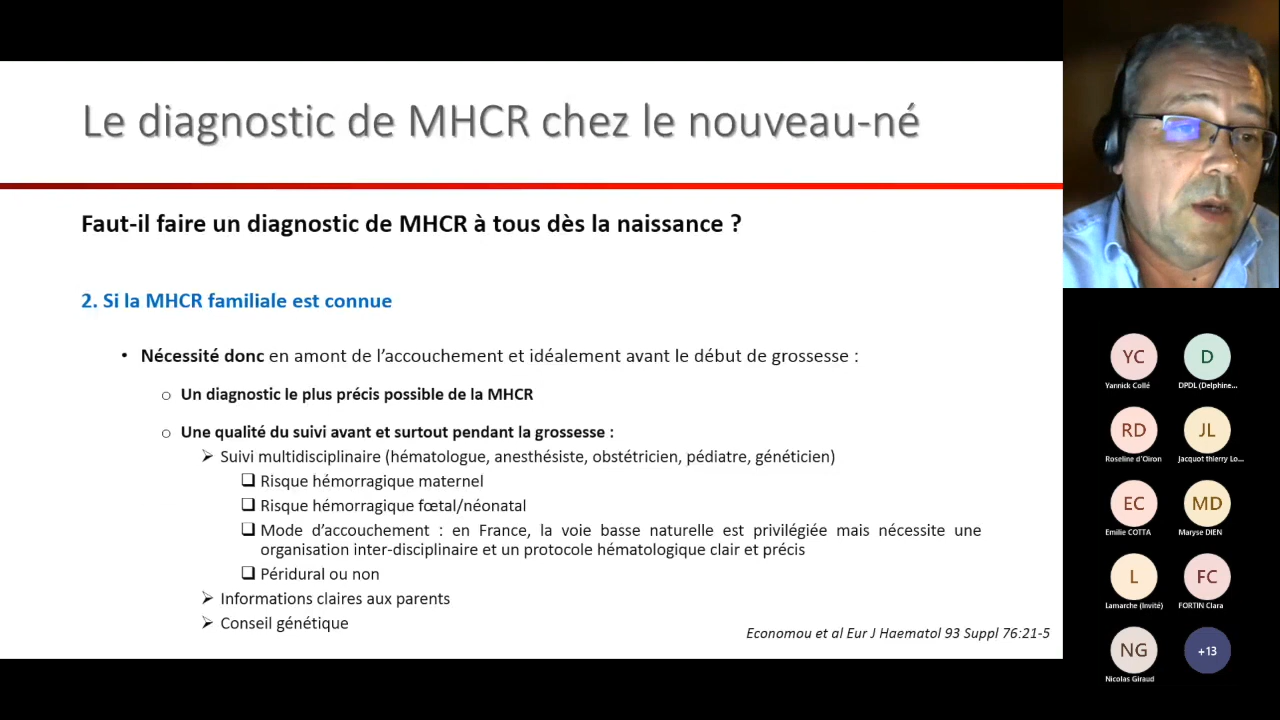 Le diagnostic de MHCR chez le nouveau-né
Faut-il faire un diagnostic de MHCR à tous dès la naissance ?
2. Si la MHCR familiale est connue
• Nécessité donc en amont de l'accouchement et idéalement avant le début de grossesse :
o Un diagnostic le plus précis possible de la MHCR
o Une qualité du suivi avant et surtout pendant la grossesse :
➢ Suivi multidisciplinaire (hématologue, anesthésiste, obstétricien, pédiatre, généticien)
❑ Risque hémorragique maternel
❑ Risque hémorragique fœtal/néonatal
❑ Mode d'accouchement : en France, la voie basse naturelle est privilégiée mais nécessite une
organisation inter-disciplinaire et un protocole hématologique clair et précis
❑ Péridural ou non
➢ Informations claires aux parents
➢ Conseil génétique
Economou et al Eur J Haematol 93 Suppl 76:21-5
YC
Yannick Collé
D
DPDL (Delphine...
RD
Roseline d'Oiron
JL
Jacquot thierry Lo...
EC
Emilie COTTA
MD
Maryse DIEN
L
Lamarche (Invité)
FC
FORTIN Clara
NG
Nicolas Giraud
+13